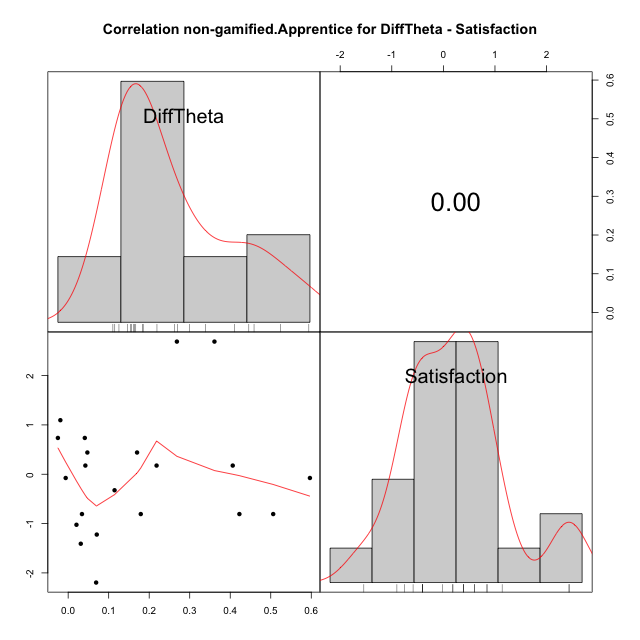 Correlation non-gamified.Apprentice for DiffTheta - Satisfaction
-2 -1 0 1 2
DiffTheta
0.00
0.0 0.1 0.2 0.3 0.4 0.5 0.6
-2 -1 0 1 2
Satisfaction
0.0 0.1 0.2 0.3 0.4 0.5 0.6